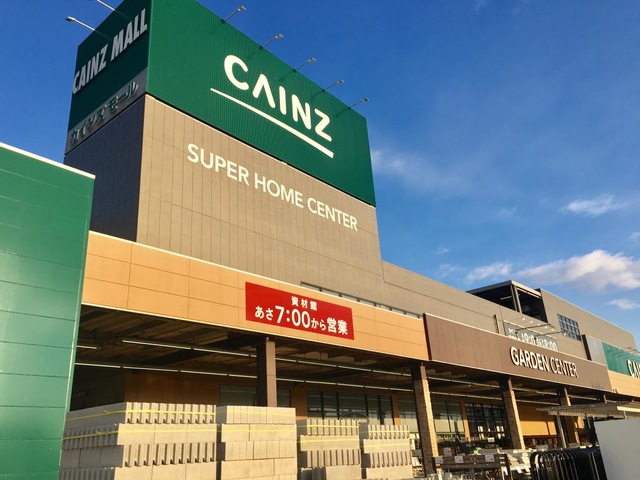 CAINZ MALL
カインズモール
CAINZ
SUPER HOME CENTER
資材館
あさ7:00から営業
GARDEN CENTER